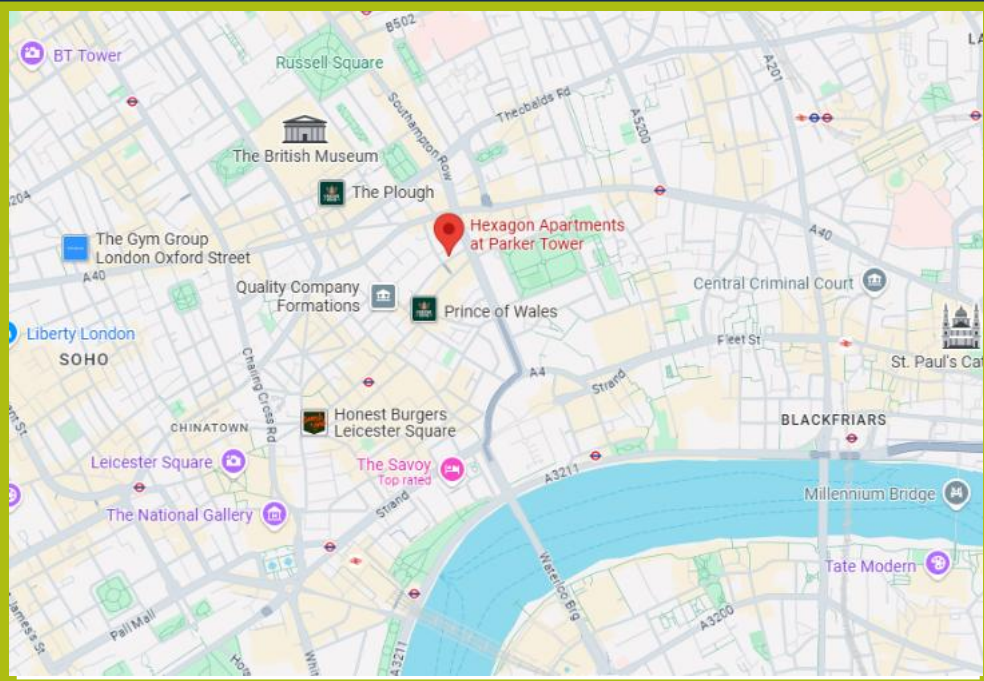 B502
LA
BT Tower
Russell Square
A201
Southampton Row
Theobalds Rd
A5200
The British Museum
The Plough
Hexagon Apartments
at Parker Tower
A40
The Gym Group
London Oxford Street
A40
Quality Company
Formations
Central Criminal Court
Prince of Wales
Liberty London
SOHO
Fleet St
St. Paul's Cat
Charing Cross Rd
A4
Strand
Honest Burgers
Leicester Square
CHINATOWN
BLACKFRIARS
Leicester Square
The Savoy
Top rated
A3211
Millennium Bridge
Strand
The National Gallery
Waterloo Brg
Tate Modern
Pall Mall
A3200
James's St
A3211